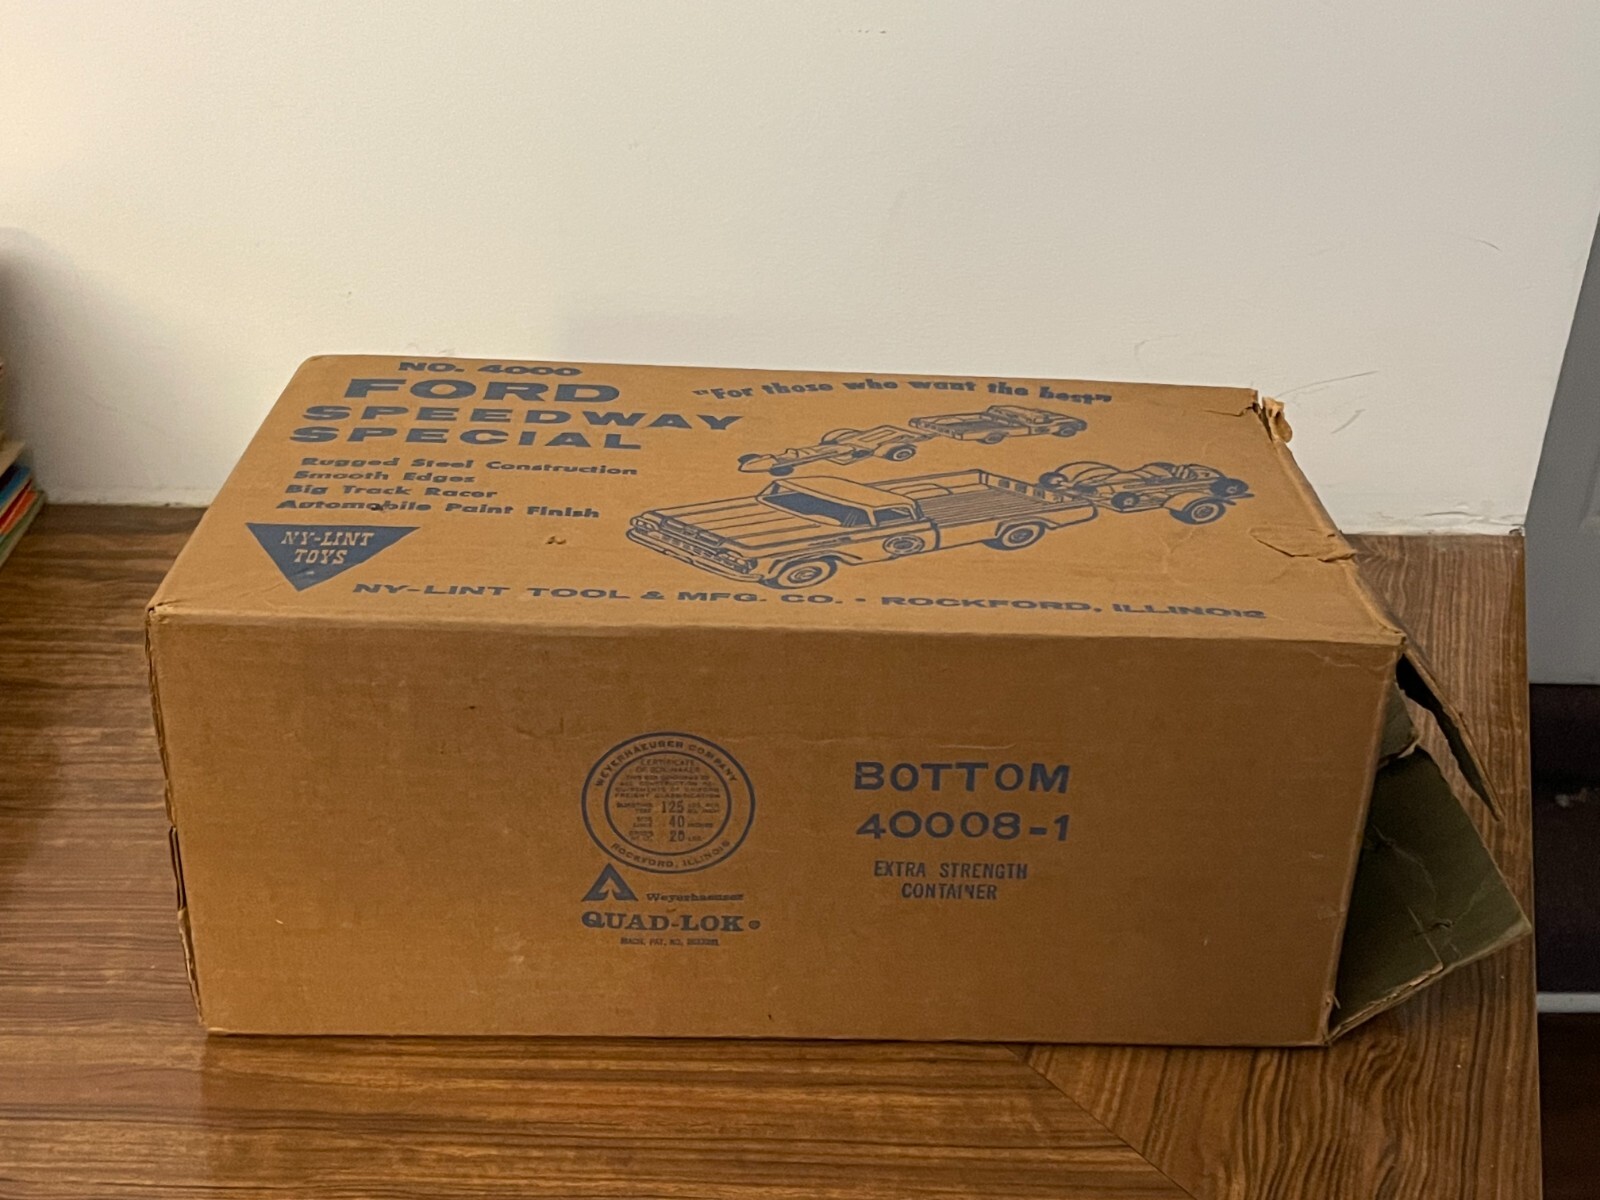 NO. 4000
FORD
SPEEDWAY
SPECIAL
"For those who want the best"
Rugged Steel Construction
Smooth Edges
Big Track Racer
Automobile Paint Finish
NY-LINT
TOYS
NY-LINT TOOL & MFG. CO. - ROCKFORD, ILLINOIS
WEYERHAEUSER COMPANY
CERTIFICATE
125
40
20
ROCKFORD, ILLINOIS
Weyerhaeuser
QUAD-LOK®
BOTTOM
40008-1
EXTRA STRENGTH
CONTAINER